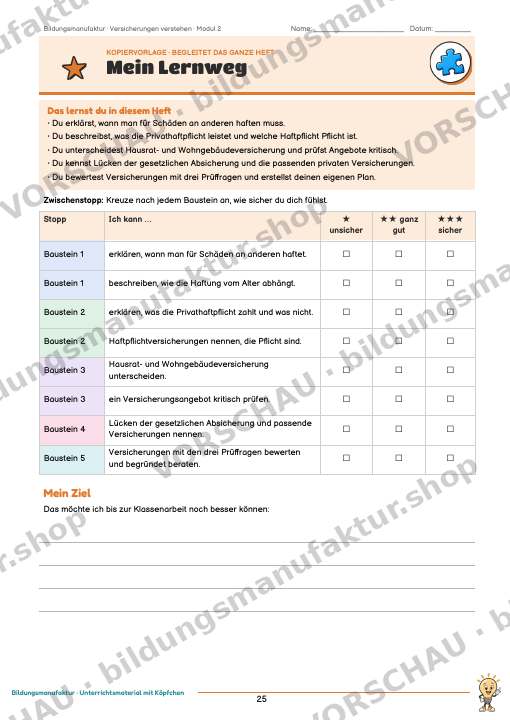 Bildungsmanufaktur · Versicherungen verstehen · Modul 2
Name: Datum:
KOPIERVORLAGE · BEGLEITET DAS GANZE HEFT
Mein Lernweg
Das lernst du in diesem Heft
• Du erklärst, wann man für Schäden an anderen haften muss.
• Du beschreibst, was die Privathaftpflicht leistet und welche Haftpflicht Pflicht ist.
• Du unterscheidest Hausrat- und Wohngebäudeversicherung und prüfst Angebote kritisch.
• Du kennst Lücken der gesetzlichen Absicherung und die passenden privaten Versicherungen.
• Du bewertest Versicherungen mit drei Prüffragen und erstellst deinen eigenen Plan.
Zwischenstopp: Kreuze nach jedem Baustein an, wie sicher du dich fühlst.
Stopp Ich kann ... ★ unsicher ★★ ganz gut ★★★ sicher
Baustein 1 erklären, wann man für Schäden an anderen haftet. ☐ ☐ ☐
Baustein 1 beschreiben, wie die Haftung vom Alter abhängt. ☐ ☐ ☐
Baustein 2 erklären, was die Privathaftpflicht zahlt und was nicht. ☐ ☐ ☐
Baustein 2 Haftpflichtversicherungen nennen, die Pflicht sind. ☐ ☐ ☐
Baustein 3 Hausrat- und Wohngebäudeversicherung
unterscheiden. ☐ ☐ ☐
Baustein 3 ein Versicherungsangebot kritisch prüfen. ☐ ☐ ☐
Baustein 4 Lücken der gesetzlichen Absicherung und passende
Versicherungen nennen. ☐ ☐ ☐
Baustein 5 Versicherungen mit den drei Prüffragen bewerten
und begründet beraten. ☐ ☐ ☐
Mein Ziel
Das möchte ich bis zur Klassenarbeit noch besser können:
Bildungsmanufaktur · Unterrichtsmaterial mit Köpfchen
25
VORSCHAU · bildungsmanufaktur.shop